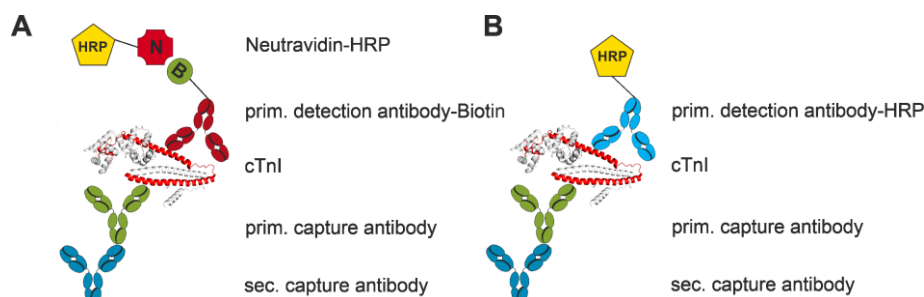 A
HRP
N
B
Neutravidin-HRP
prim. detection antibody-Biotin
cTnI
prim. capture antibody
sec. capture antibody
B
HRP
prim. detection antibody-HRP
cTnI
prim. capture antibody
sec. capture antibody